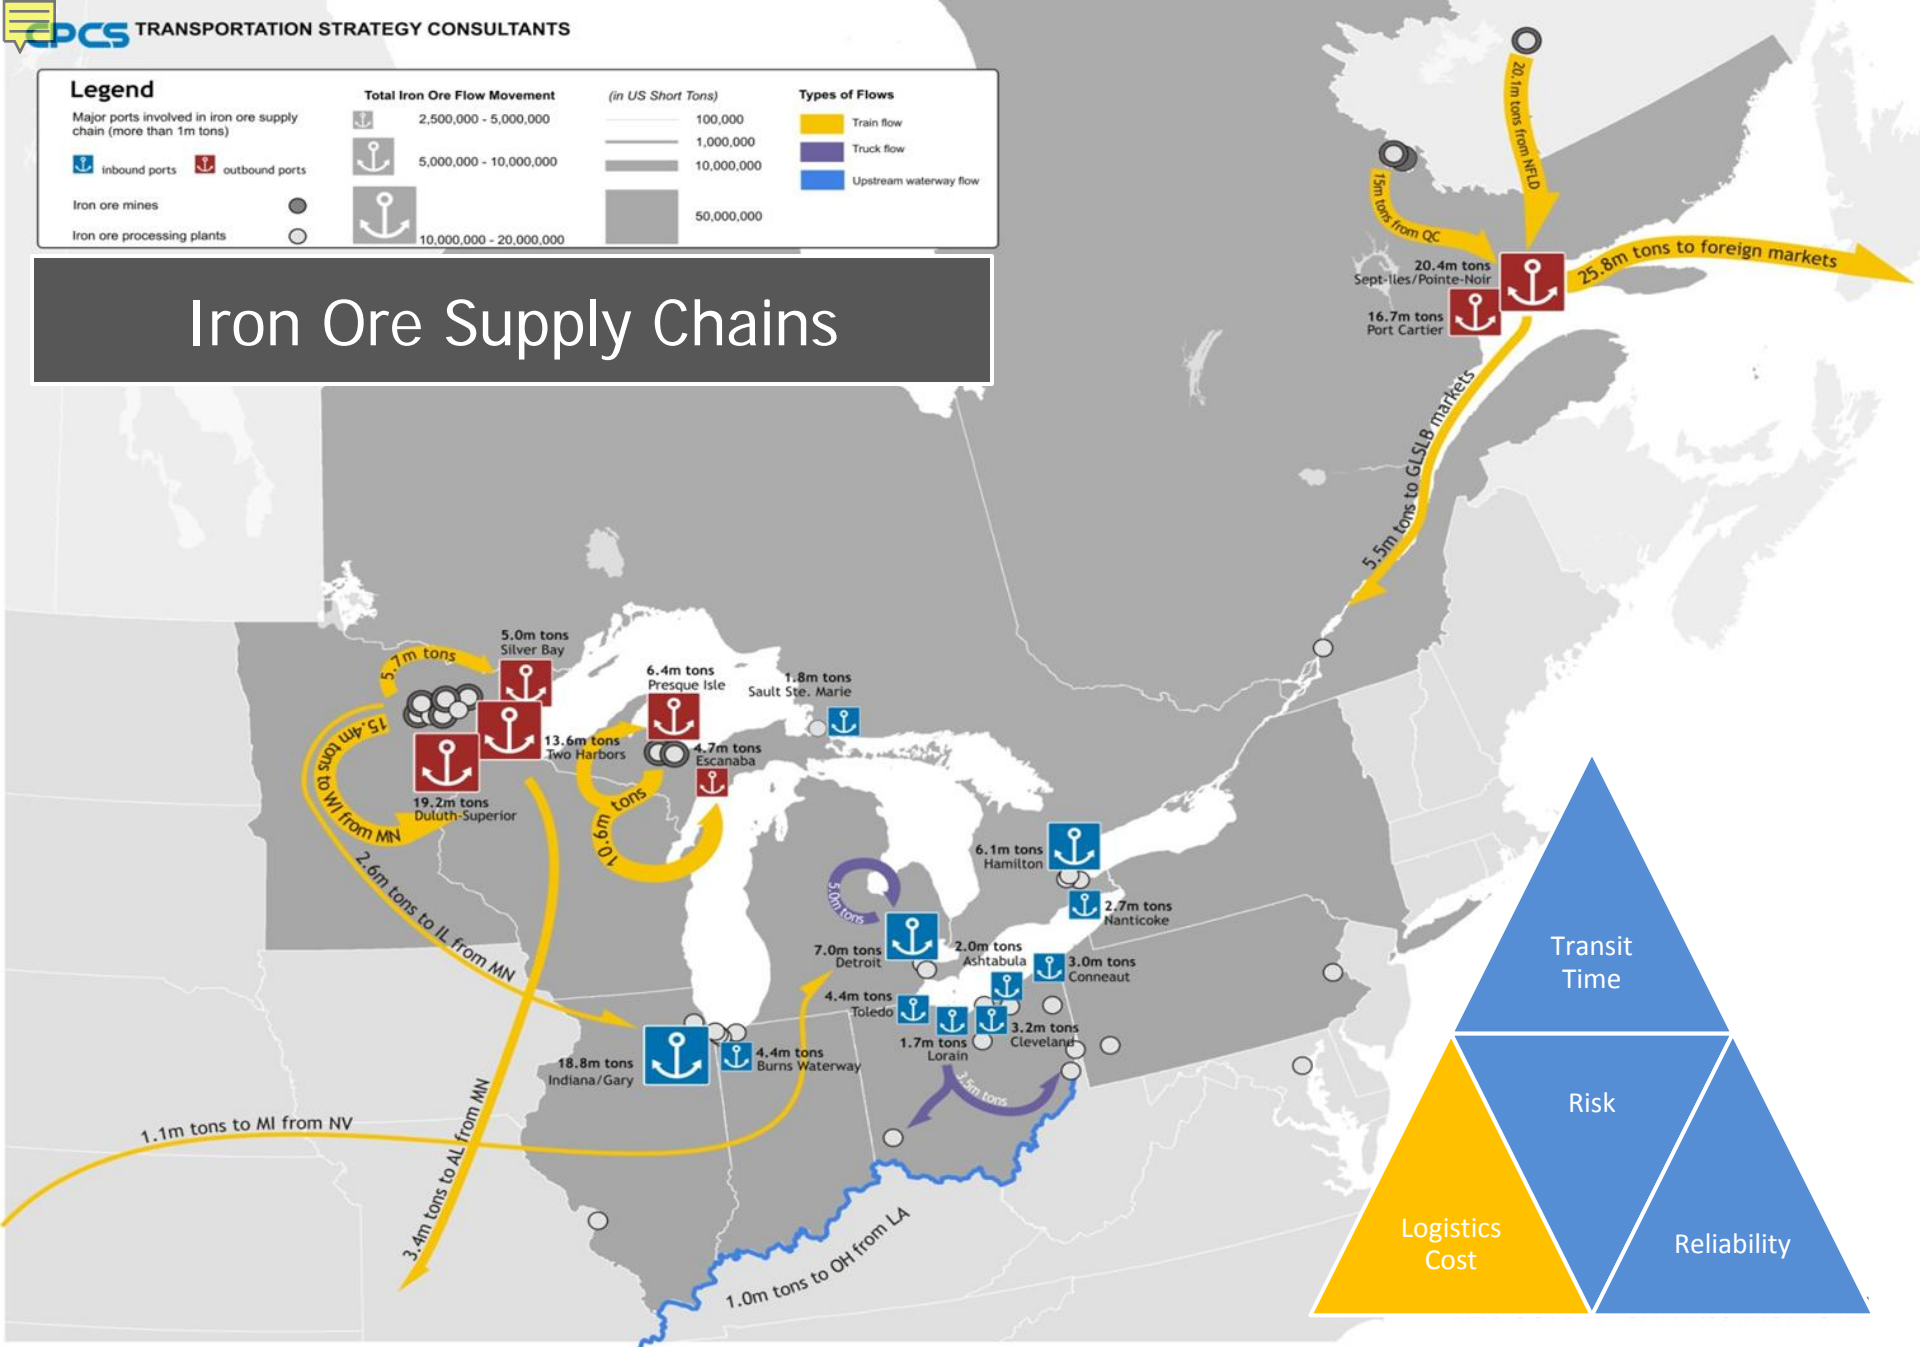 CPCS TRANSPORTATION STRATEGY CONSULTANTS
Legend
Major ports involved in iron ore supply
chain (more than 1m tons)
inbound ports
outbound ports
Iron ore mines
Iron ore processing plants
Total Iron Ore Flow Movement
2,500,000 - 5,000,000
5,000,000 - 10,000,000
10,000,000 - 20,000,000
(in US Short Tons)
100,000
1,000,000
10,000,000
50,000,000
Types of Flows
Train flow
Truck flow
Upstream waterway flow
Iron Ore Supply Chains
20.1m tons from NFLD
15m tons from QC
20.4m tons
Sept-Iles/Pointe-Noir
16.7m tons
Port Cartier
25.8m tons to foreign markets
5.5m tons to GLSLB markets
5.0m tons
Silver Bay
5.7m tons
6.4m tons
Presque Isle
1.8m tons
Sault Ste. Marie
13.6m tons
Two Harbors
4.7m tons
Escanaba
15.4m tons to WI from MN
19.2m tons
Duluth-Superior
10.9m tons
2.6m tons to IL from MN
6.1m tons
Hamilton
2.7m tons
Nanticoke
5.0m tons
7.0m tons
Detroit
2.0m tons
Ashtabula
3.0m tons
Conneaut
4.4m tons
Toledo
1.7m tons
Lorain
3.2m tons
Cleveland
18.8m tons
Indiana/Gary
4.4m tons
Burns Waterway
3.5m tons
1.1m tons to MI from NV
3.4m tons to AL from MN
1.0m tons to OH from LA
Transit
Time
Risk
Logistics
Cost
Reliability